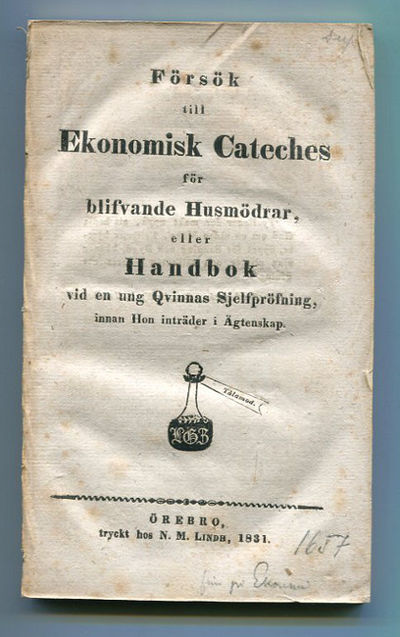 Försök
till
Ekonomisk Cateches
för
blifvande Husmödrar,
eller
Handbok
vid en ung Qvinnas Sjelfpröfning,
innan Hon inträder i Ägtenskap.
Tålamod.
ÖREBRO,
tryckt hos N. M. LINDH, 1831.
1657